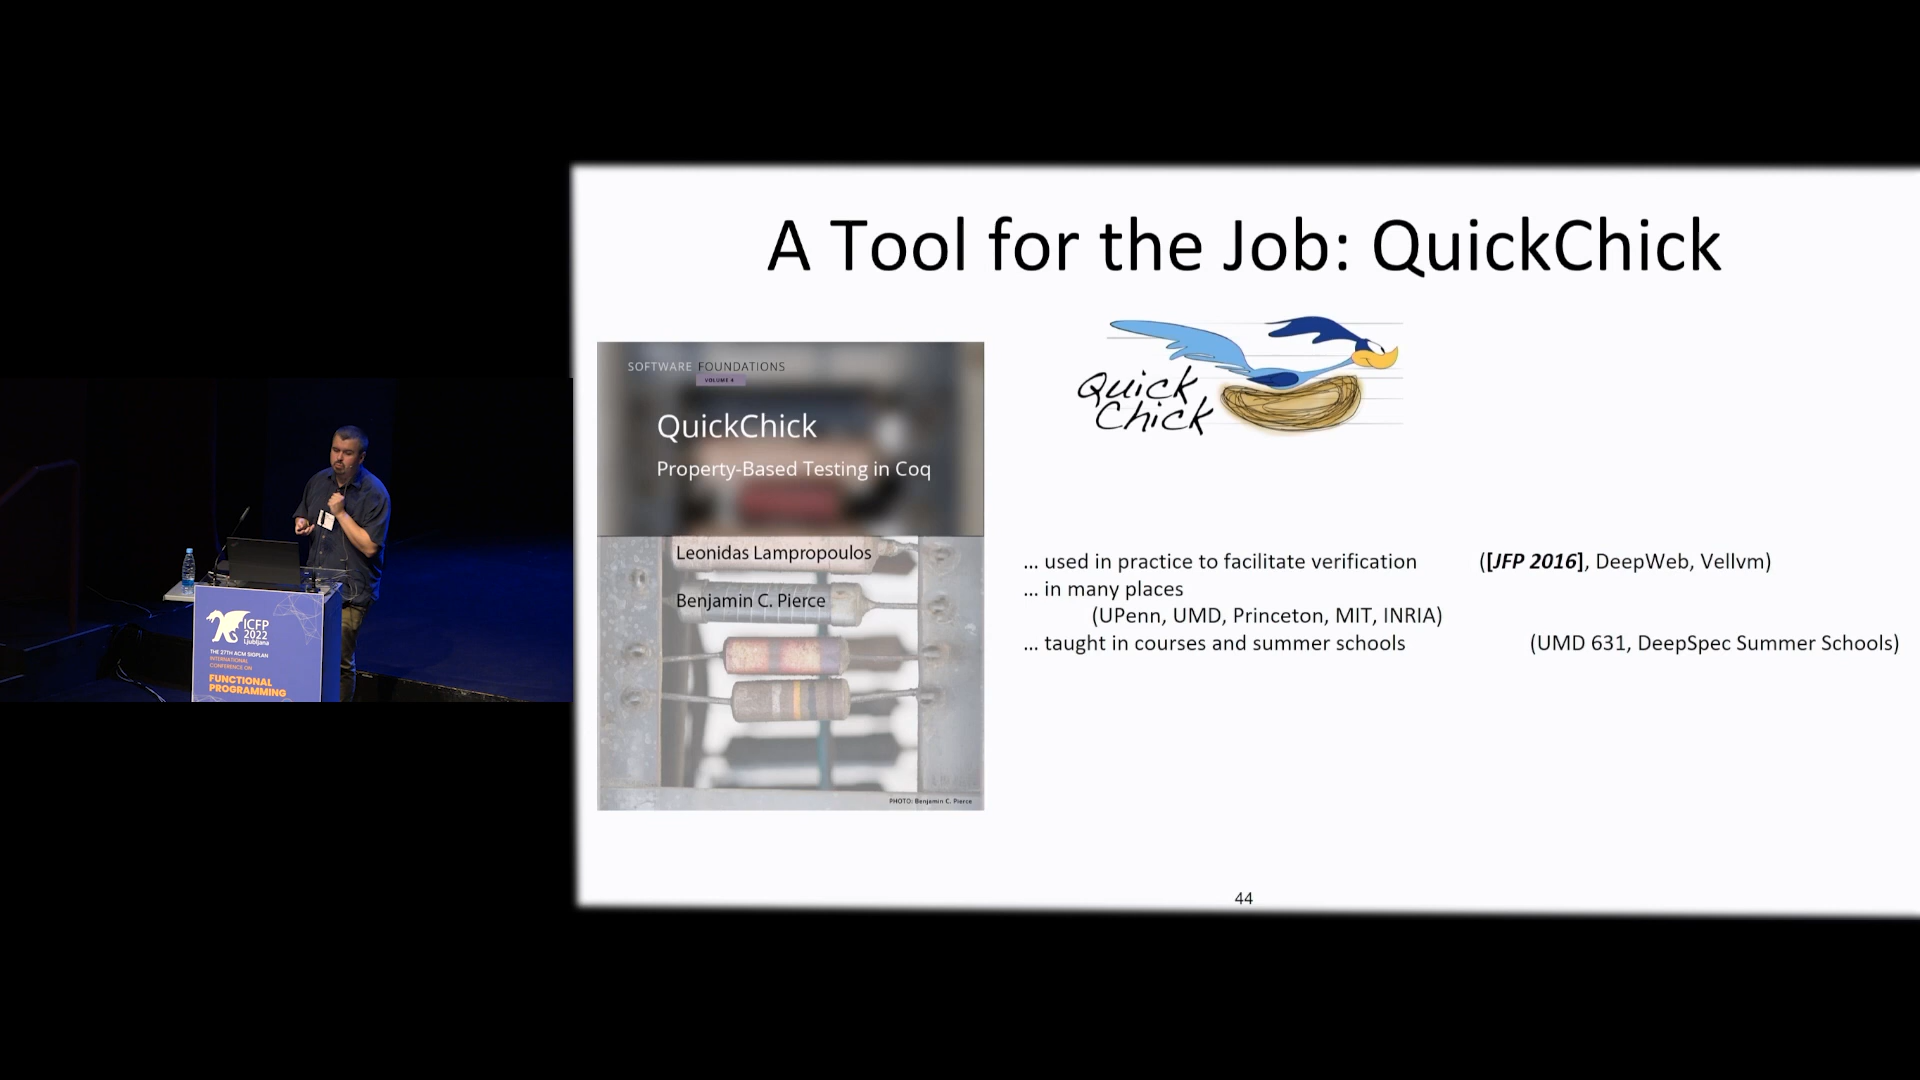 A Tool for the Job: QuickChick
SOFTWARE FOUNDATIONS
VOLUME 4
QuickChick
Property-Based Testing in Coq
Leonidas Lampropoulos
Benjamin C. Pierce
PHOTO: Benjamin C. Pierce
Quick
Chick
... used in practice to facilitate verification ([JFP 2016], DeepWeb, Vellvm)
... in many places
(UPenn, UMD, Princeton, MIT, INRIA)
... taught in courses and summer schools (UMD 631, DeepSpec Summer Schools)
44
ICFP
2022
Ljubljana
THE 27TH ACM SIGPLAN
INTERNATIONAL
CONFERENCE ON
FUNCTIONAL
PROGRAMMING